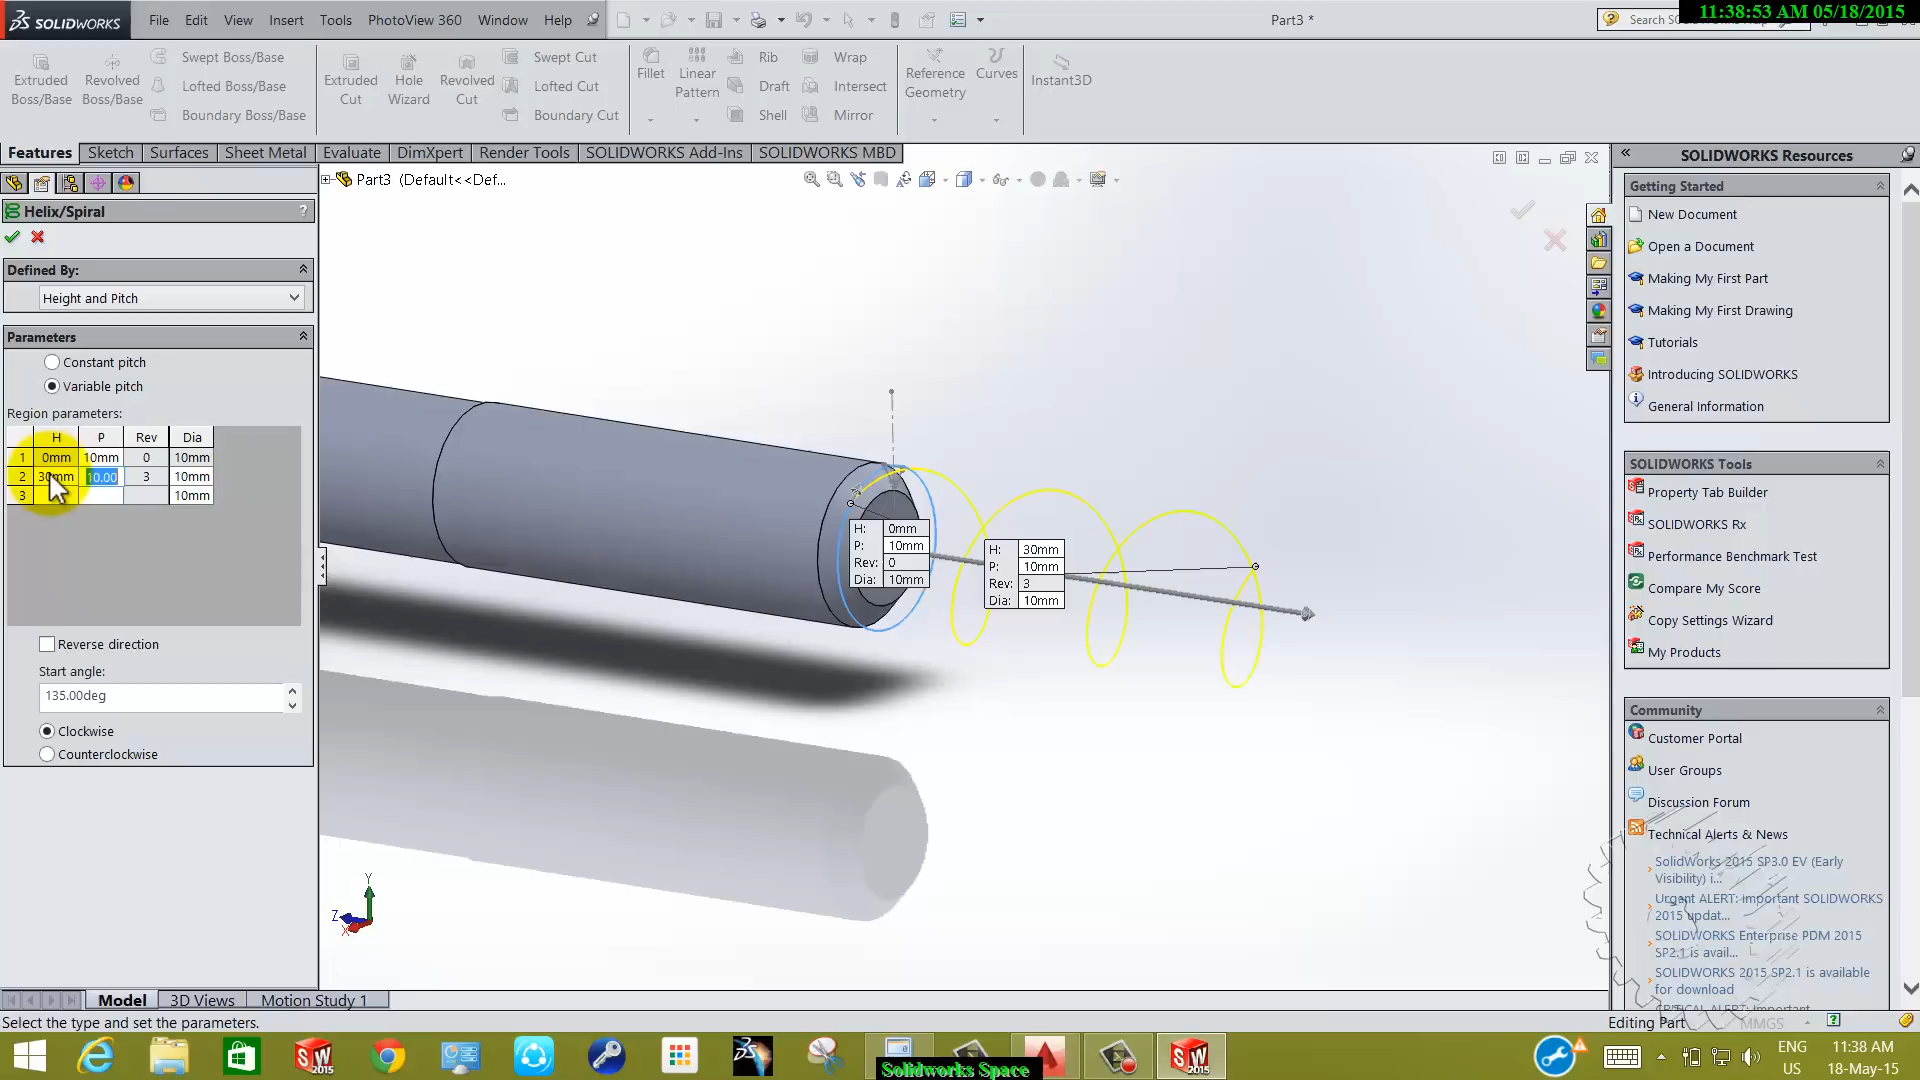 SOLIDWORKS File Edit View Insert Tools PhotoView 360 Window Help Part3 * 11:38:53 AM 05/18/2015
Extruded Boss/Base
Revolved Boss/Base
Swept Boss/Base
Lofted Boss/Base
Boundary Boss/Base
Extruded Cut
Hole Wizard
Revolved Cut
Swept Cut
Lofted Cut
Boundary Cut
Fillet
Linear Pattern
Rib
Draft
Shell
Wrap
Intersect
Mirror
Reference Geometry
Curves
Instant3D
Features Sketch Surfaces Sheet Metal Evaluate DimXpert Render Tools SOLIDWORKS Add-Ins SOLIDWORKS MBD
Part3 (Default<<Def...
Helix/Spiral ?
Defined By:
Height and Pitch
Parameters
Constant pitch
Variable pitch
Region parameters:
H P Rev Dia
1 0mm 10mm 0 10mm
2 30mm 10.00 3 10mm
3 10mm
Reverse direction
Start angle:
135.00deg
Clockwise
Counterclockwise
H: 0mm
P: 10mm
Rev: 0
Dia: 10mm
H: 30mm
P: 10mm
Rev: 3
Dia: 10mm
Y
Z
X
SOLIDWORKS Resources
Getting Started
New Document
Open a Document
Making My First Part
Making My First Drawing
Tutorials
Introducing SOLIDWORKS
General Information
SOLIDWORKS Tools
Property Tab Builder
SOLIDWORKS Rx
Performance Benchmark Test
Compare My Score
Copy Settings Wizard
My Products
Community
Customer Portal
User Groups
Discussion Forum
Technical Alerts & News
SolidWorks 2015 SP3.0 EV (Early
Visibility) i...
Urgent ALERT: Important SOLIDWORKS
2015 updat...
SOLIDWORKS Enterprise PDM 2015
SP2.1 is avail...
SOLIDWORKS 2015 SP2.1 is available
for download
Model 3D Views Motion Study 1
Select the type and set the parameters. Editing Part MMGS
Solidworks Space
ENG
US
11:38 AM
18-May-15